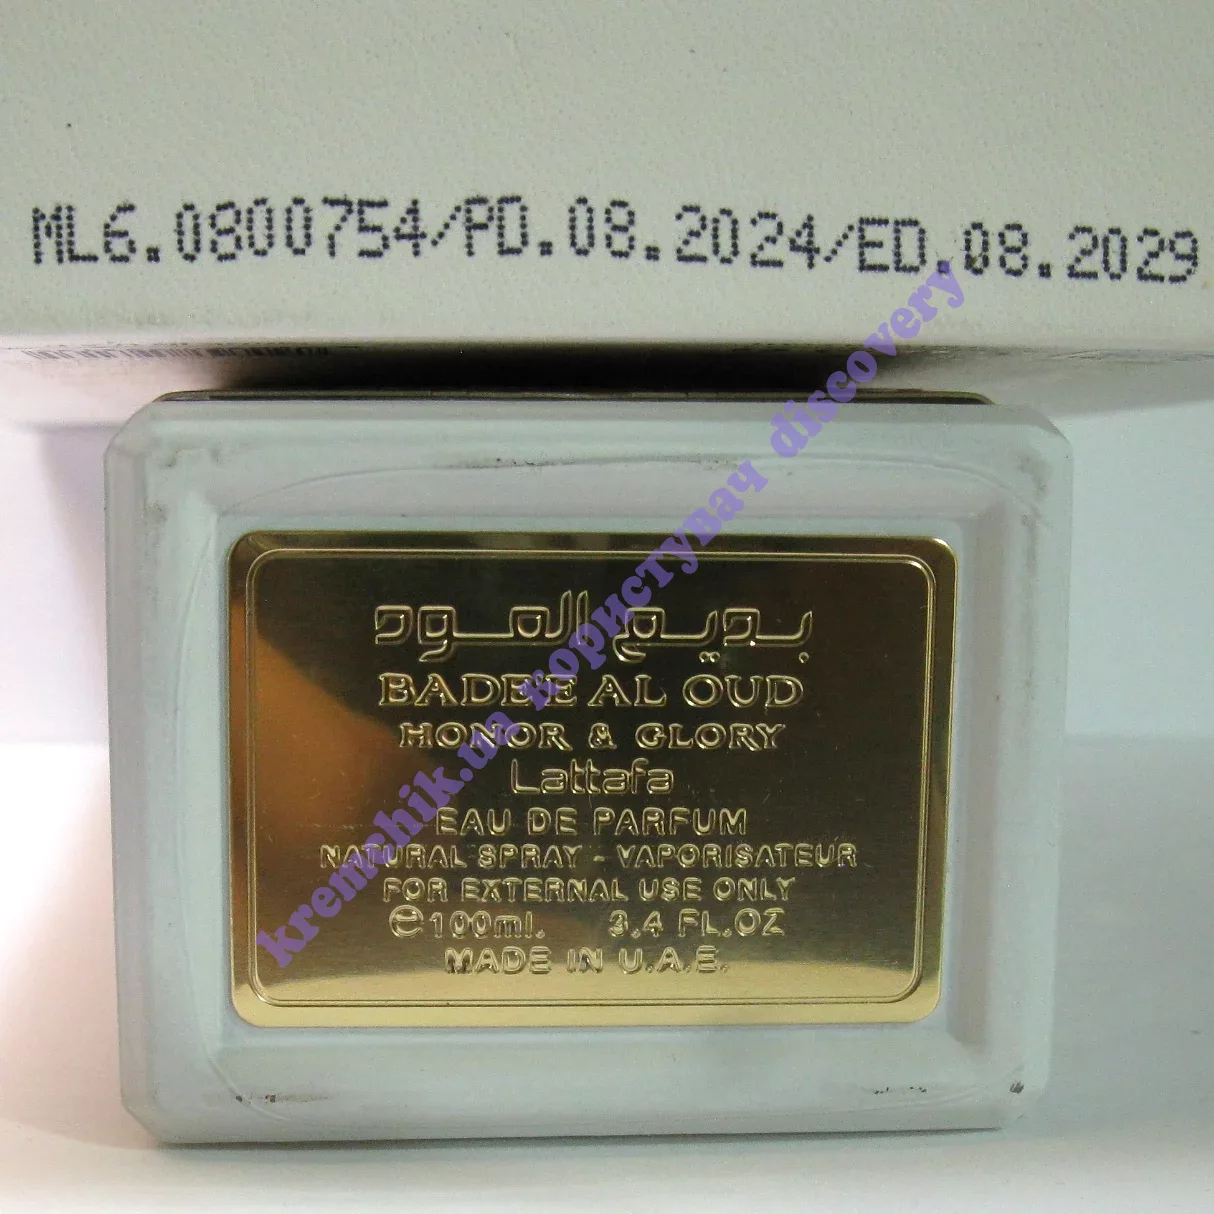 ML6.0800754/PD.08.2024/ED.08.2029
بديع العود
BADE'E AL OUD
HONOR & GLORY
Lattafa
EAU DE PARFUM
NATURAL SPRAY - VAPORISATEUR
FOR EXTERNAL USE ONLY
℮100ml. 3.4 FL.OZ
MADE IN U.A.E.
kremchik.ua користувач discovery